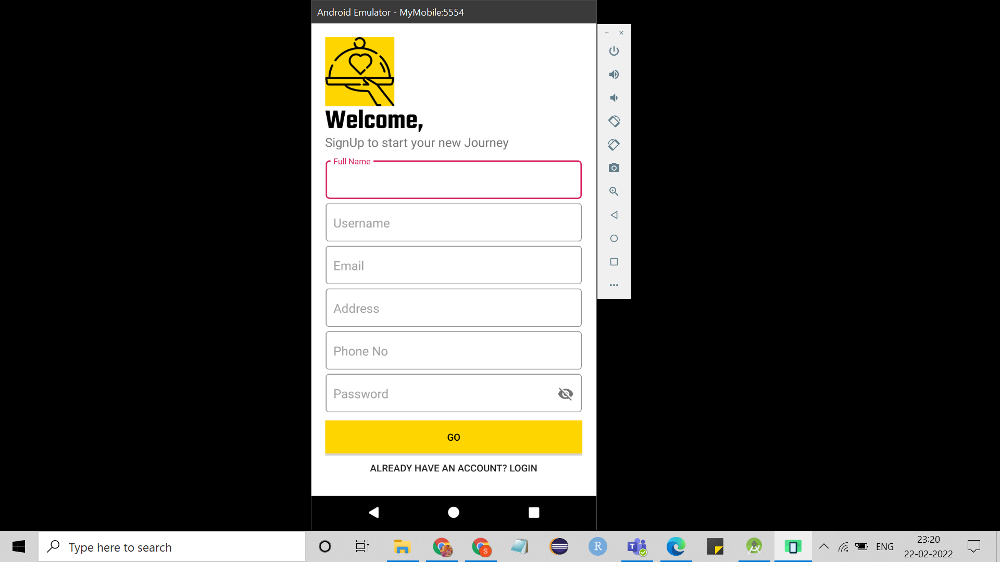 Android Emulator - MyMobile:5554
Welcome,
SignUp to start your new Journey
Full Name
Username
Email
Address
Phone No
Password
GO
ALREADY HAVE AN ACCOUNT? LOGIN
Type here to search
S
R
T
ENG
23:20
22-02-2022